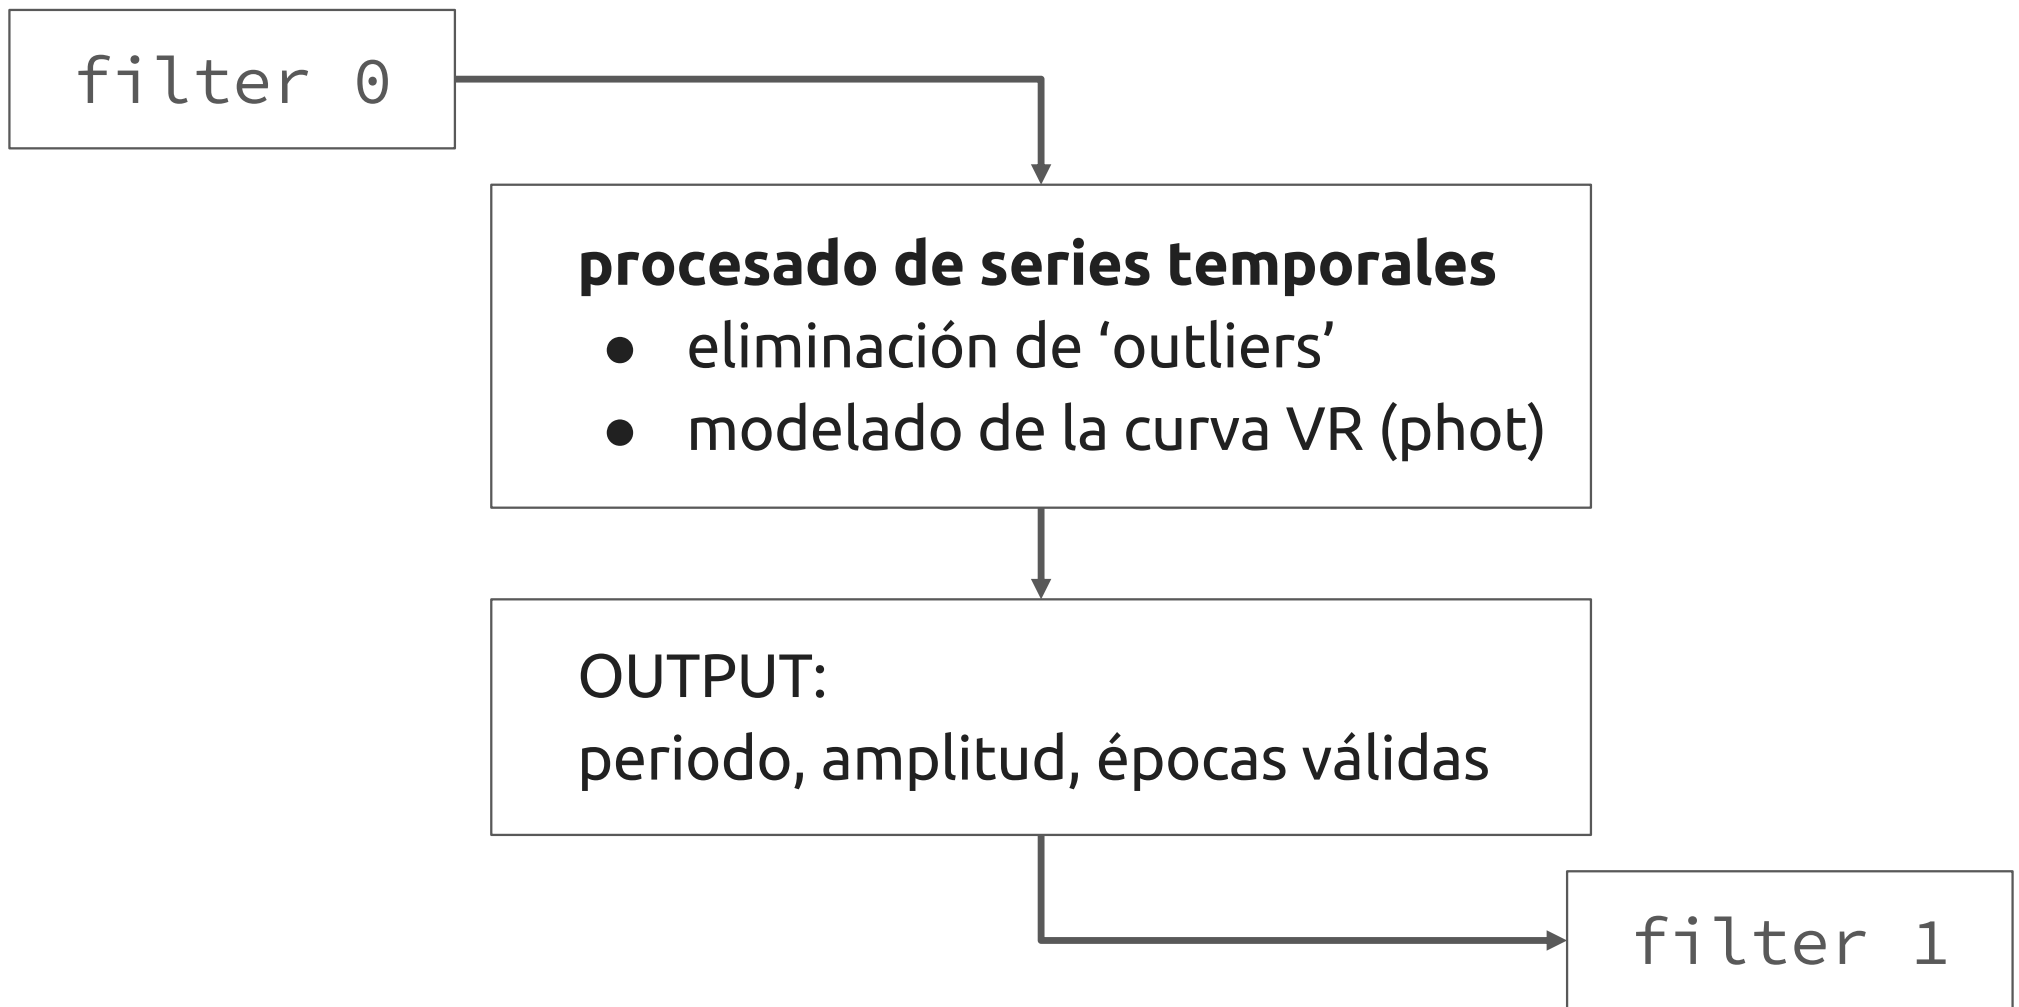 filter 0
procesado de series temporales
● eliminación de ‘outliers’
● modelado de la curva VR (phot)
OUTPUT:
periodo, amplitud, épocas válidas
filter 1